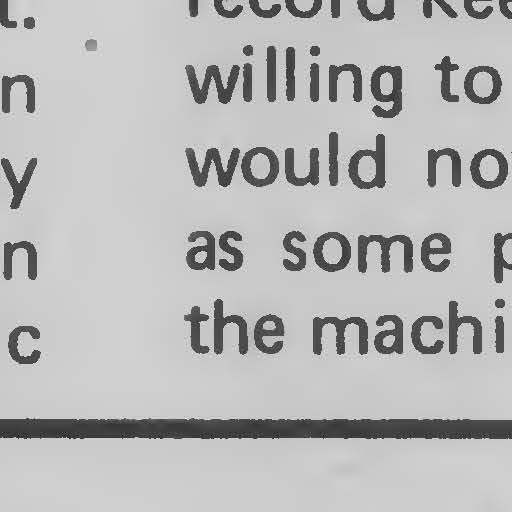 t.
n
y
n
c
record kee
willing to
would no
as some p
the machi